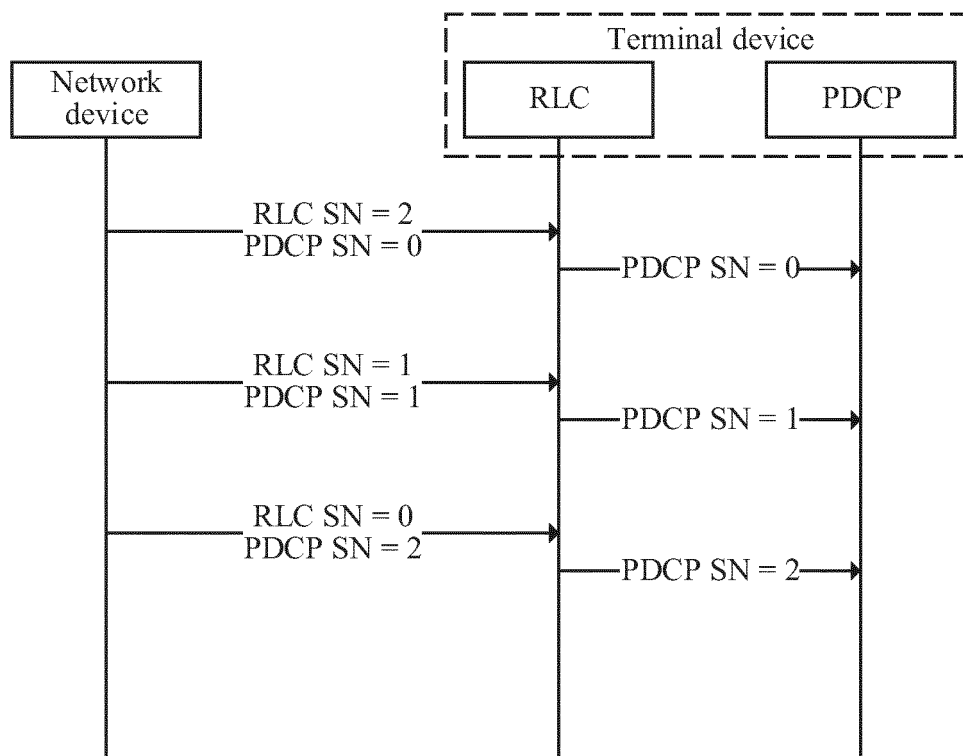 Terminal device
Network
device
RLC
PDCP
RLC SN = 2
PDCP SN = 0
PDCP SN = 0
RLC SN = 1
PDCP SN = 1
PDCP SN = 1
RLC SN = 0
PDCP SN = 2
PDCP SN = 2